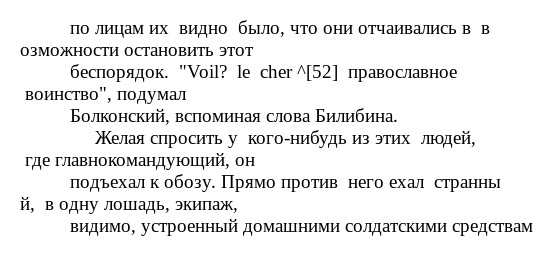 по лицам их видно было, что они отчаивались в в
озможности остановить этот
беспорядок. "Voil? le cher ^[52] православное
воинство", подумал
Болконский, вспоминая слова Билибина.
Желая спросить у кого-нибудь из этих людей,
где главнокомандующий, он
подъехал к обозу. Прямо против него ехал странны
й, в одну лошадь, экипаж,
видимо, устроенный домашними солдатскими средствам